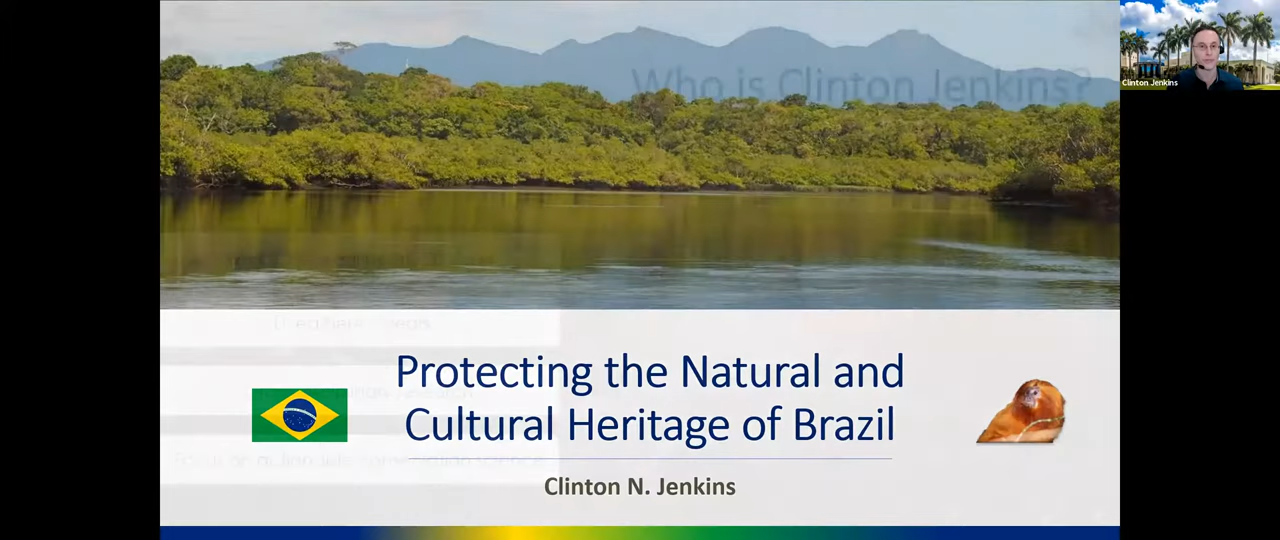 Who is Clinton Jenkins?
Clinton Jenkins
Protecting the Natural and
Cultural Heritage of Brazil
Clinton N. Jenkins